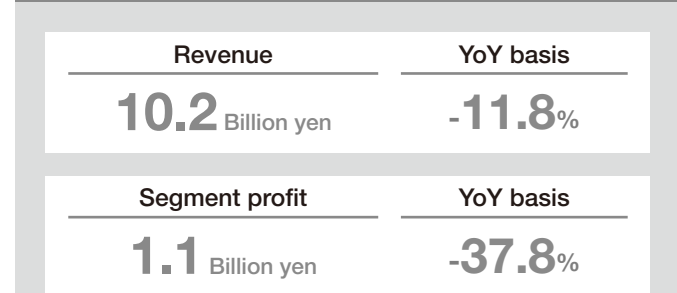 Revenue YoY basis
10.2 Billion yen -11.8%
Segment profit YoY basis
1.1 Billion yen -37.8%